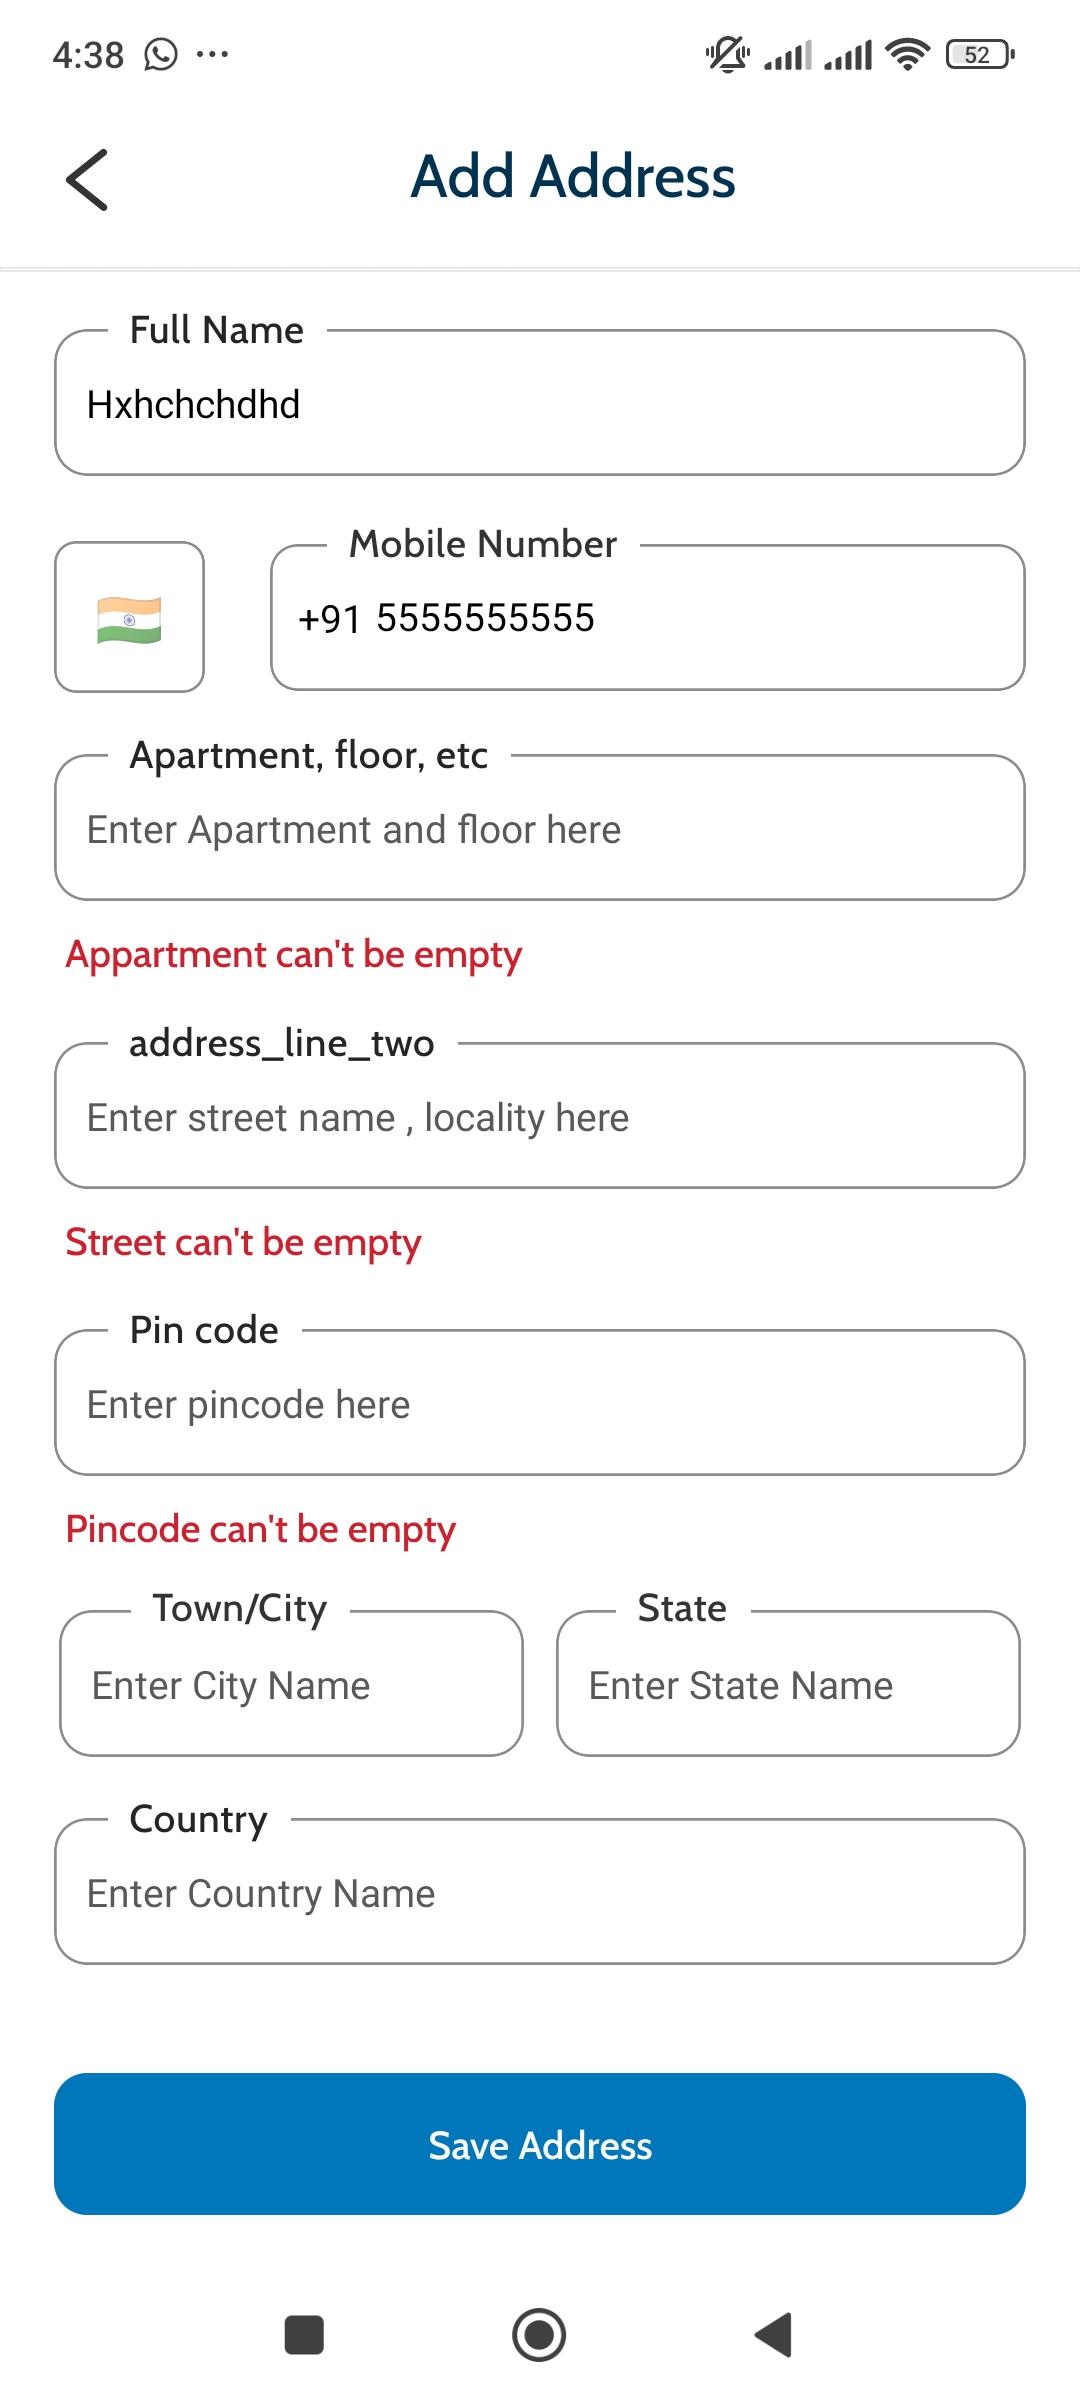 4:38
52
Add Address
Full Name
Hxhchchdhd
Mobile Number
+91 5555555555
Apartment, floor, etc
Enter Apartment and floor here
Appartment can't be empty
address_line_two
Enter street name , locality here
Street can't be empty
Pin code
Enter pincode here
Pincode can't be empty
Town/City State
Enter City Name Enter State Name
Country
Enter Country Name
Save Address